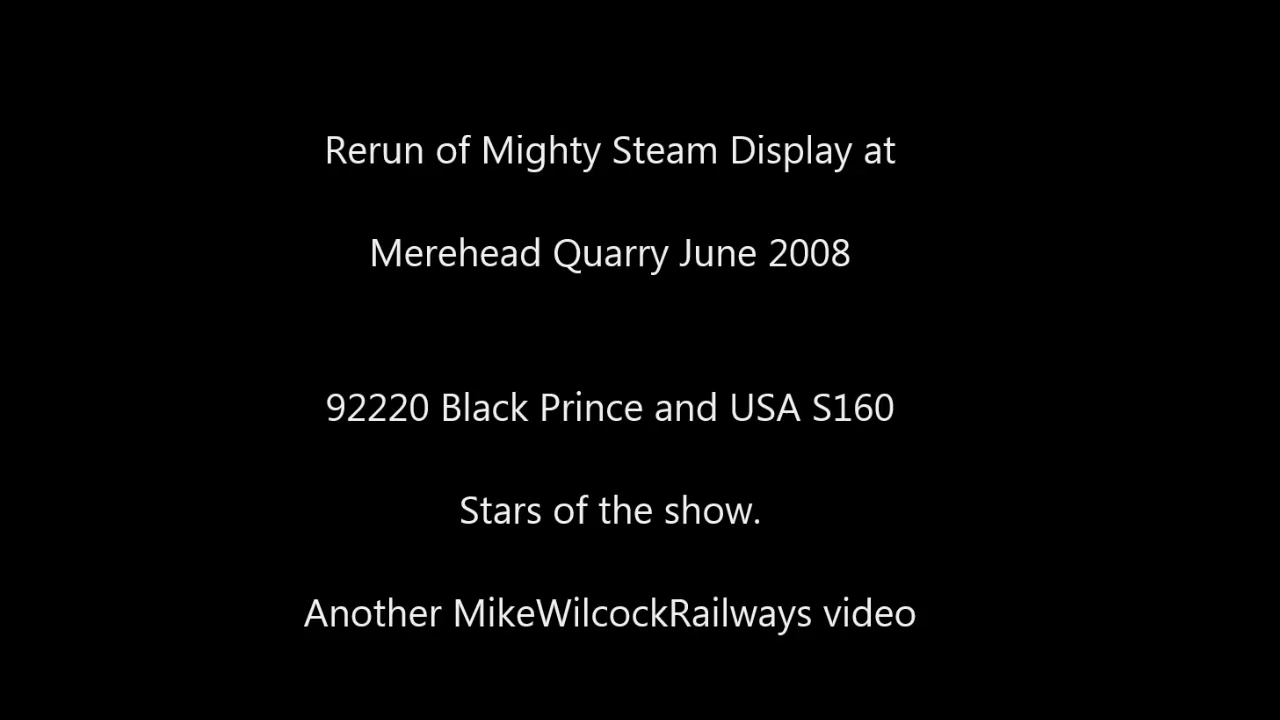 Rerun of Mighty Steam Display at
Merehead Quarry June 2008
92220 Black Prince and USA S160
Stars of the show.
Another MikeWilcockRailways video